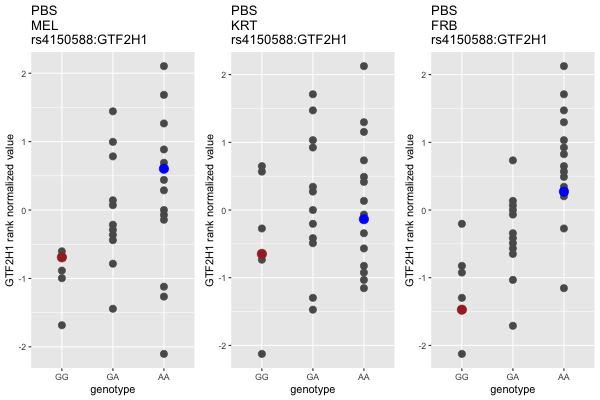 PBS
MEL
rs4150588:GTF2H1
GTF2H1 rank normalized value
2
1
0
-1
-2
GG GA AA
genotype
PBS
KRT
rs4150588:GTF2H1
GTF2H1 rank normalized value
2
1
0
-1
-2
GG GA AA
genotype
PBS
FRB
rs4150588:GTF2H1
GTF2H1 rank normalized value
2
1
0
-1
-2
GG GA AA
genotype